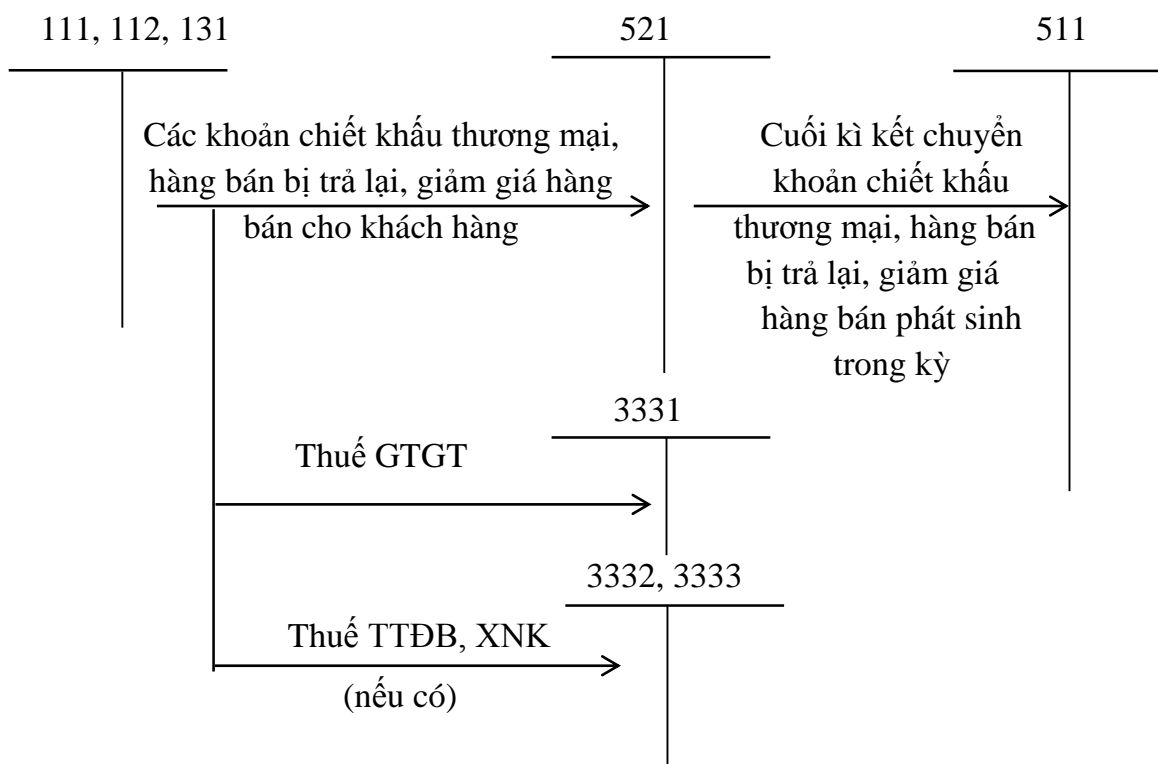 111, 112, 131
521
511
Các khoản chiết khấu thương mại,
hàng bán bị trả lại, giảm giá hàng
bán cho khách hàng
Cuối kì kết chuyển
khoản chiết khấu
thương mại, hàng bán
bị trả lại, giảm giá
hàng bán phát sinh
trong kỳ
3331
Thuế GTGT
3332, 3333
Thuế TTĐB, XNK
(nếu có)